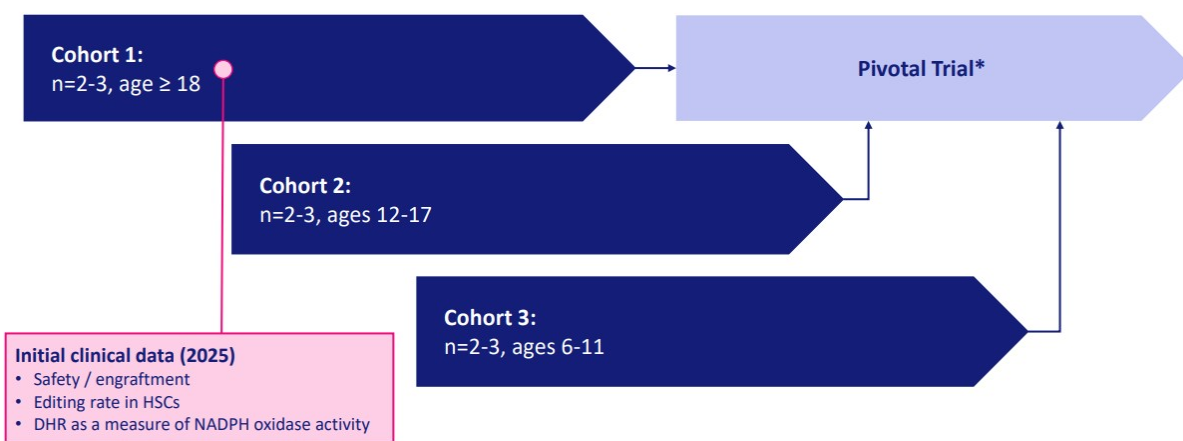 Cohort 1:
n=2-3, age ≥ 18
Pivotal Trial*
Cohort 2:
n=2-3, ages 12-17
Cohort 3:
n=2-3, ages 6-11
Initial clinical data (2025)
• Safety / engraftment
• Editing rate in HSCs
• DHR as a measure of NADPH oxidase activity